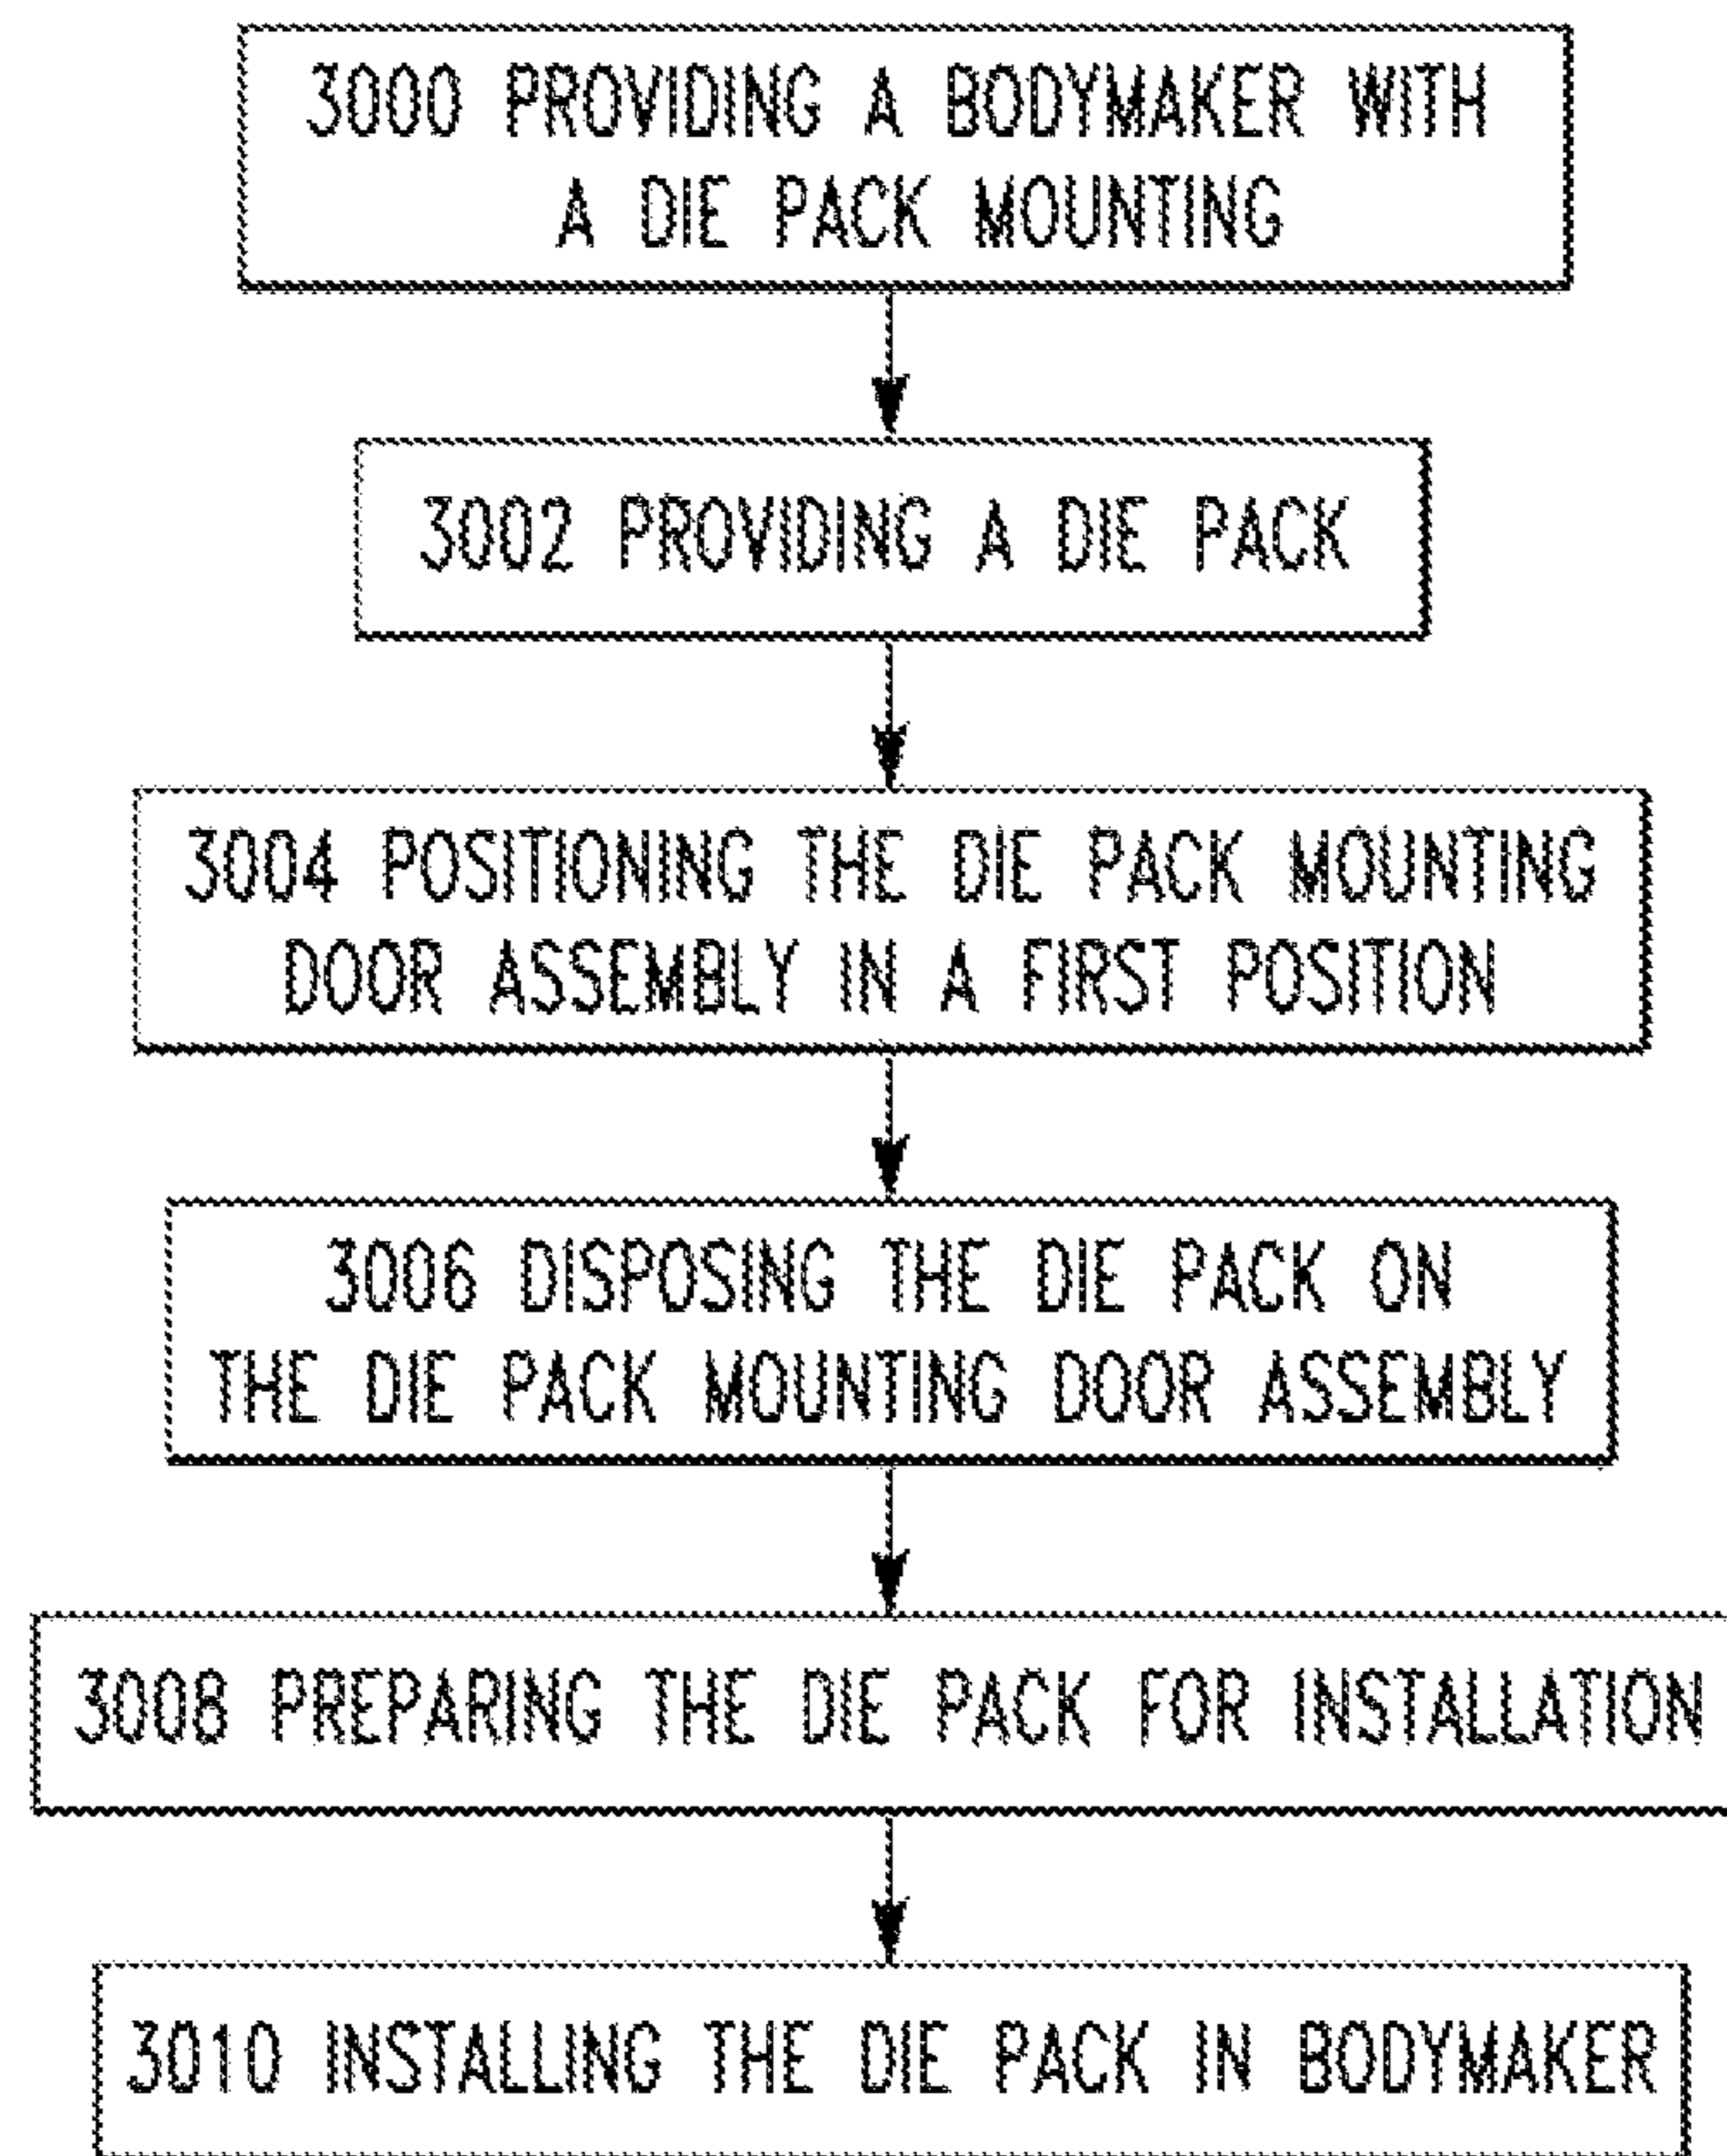 3000 PROVIDING A BODYMAKER WITH
A DIE PACK MOUNTING
3002 PROVIDING A DIE PACK
3004 POSITIONING THE DIE PACK MOUNTING
DOOR ASSEMBLY IN A FIRST POSITION
3006 DISPOSING THE DIE PACK ON
THE DIE PACK MOUNTING DOOR ASSEMBLY
3008 PREPARING THE DIE PACK FOR INSTALLATION
3010 INSTALLING THE DIE PACK IN BODYMAKER